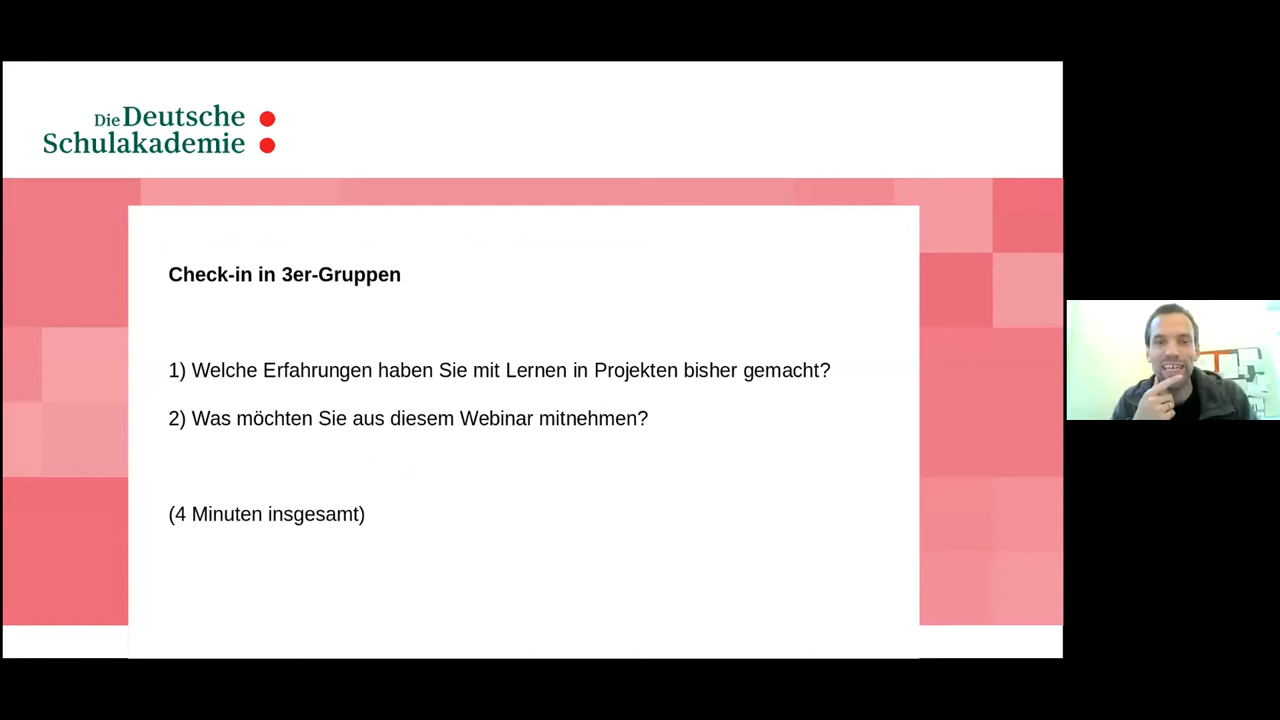 Die Deutsche
Schulakademie
Check-in in 3er-Gruppen
1) Welche Erfahrungen haben Sie mit Lernen in Projekten bisher gemacht?
2) Was möchten Sie aus diesem Webinar mitnehmen?
(4 Minuten insgesamt)